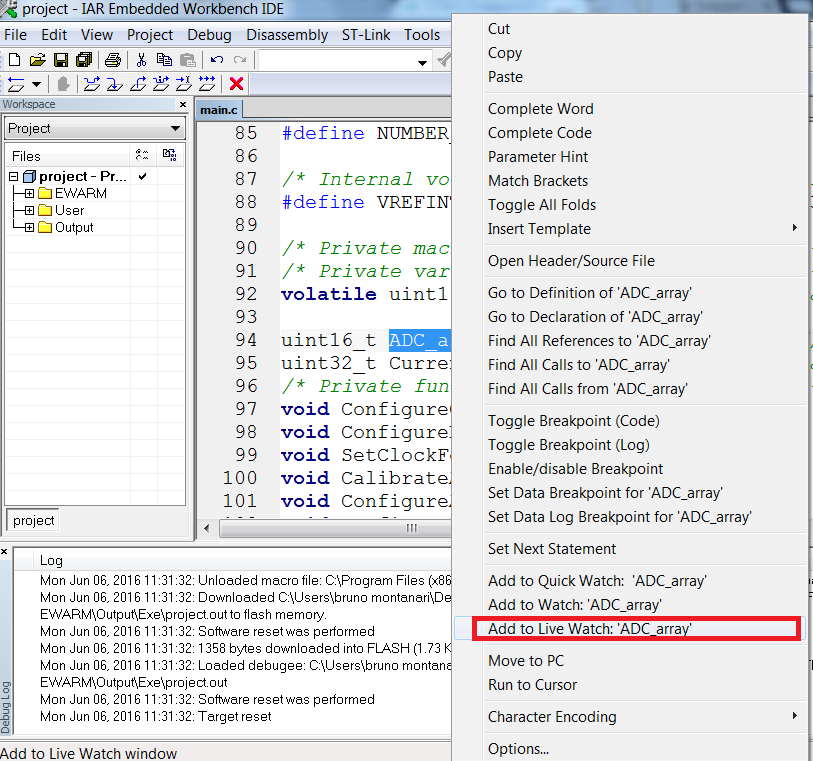 project - IAR Embedded Workbench IDE
File Edit View Project Debug Disassembly ST-Link Tools
Workspace
Project
Files
project - Pr...
EWARM
User
Output
project
main.c
85 #define NUMBER_
86
87 /* Internal vo
88 #define VREFIN
89
90 /* Private mac
91 /* Private var
92 volatile uint1
93
94 uint16_t ADC_a
95 uint32_t Curre
96 /* Private fun
97 void Configure
98 void Configure
99 void SetClockF
100 void Calibrate
101 void Configure
Log
Mon Jun 06, 2016 11:31:32: Unloaded macro file: C:\Program Files (x86
Mon Jun 06, 2016 11:31:32: Downloaded C:\Users\bruno montanari\De
EWARM\Output\Exe\project.out to flash memory.
Mon Jun 06, 2016 11:31:32: Software reset was performed
Mon Jun 06, 2016 11:31:32: 1358 bytes downloaded into FLASH (1.73 K
Mon Jun 06, 2016 11:31:32: Loaded debugee: C:\Users\bruno montana
EWARM\Output\Exe\project.out
Mon Jun 06, 2016 11:31:32: Software reset was performed
Mon Jun 06, 2016 11:31:32: Target reset
Debug Log
Add to Live Watch window
Cut
Copy
Paste
Complete Word
Complete Code
Parameter Hint
Match Brackets
Toggle All Folds
Insert Template
Open Header/Source File
Go to Definition of 'ADC_array'
Go to Declaration of 'ADC_array'
Find All References to 'ADC_array'
Find All Calls to 'ADC_array'
Find All Calls from 'ADC_array'
Toggle Breakpoint (Code)
Toggle Breakpoint (Log)
Enable/disable Breakpoint
Set Data Breakpoint for 'ADC_array'
Set Data Log Breakpoint for 'ADC_array'
Set Next Statement
Add to Quick Watch: 'ADC_array'
Add to Watch: 'ADC_array'
Add to Live Watch: 'ADC_array'
Move to PC
Run to Cursor
Character Encoding
Options...